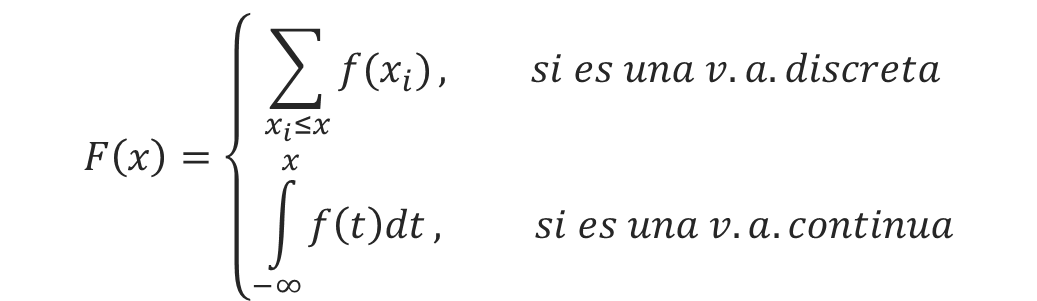 F(x) = { ∑ f(x_i), si es una v.a.discreta
x_i≤x
x
∫ f(t)dt, si es una v.a.continua
−∞